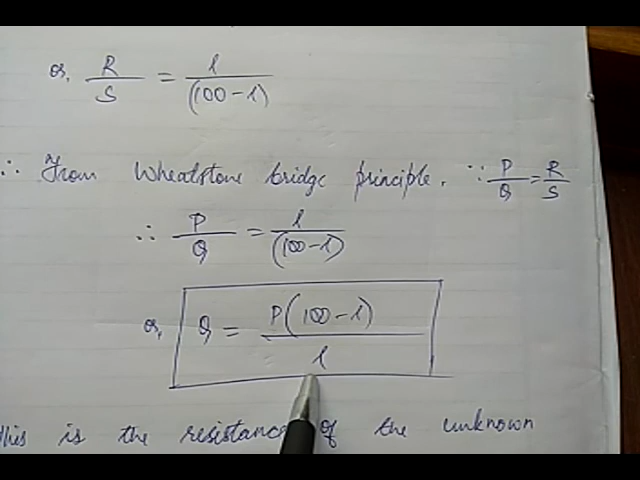 or, R/S = l/(100-l)
∴ From Wheatstone bridge principle. ∵ P/Q = R/S
∴ P/Q = l/(100-l)
or, Q = P(100-l)/l
This is the resistance of the unknown